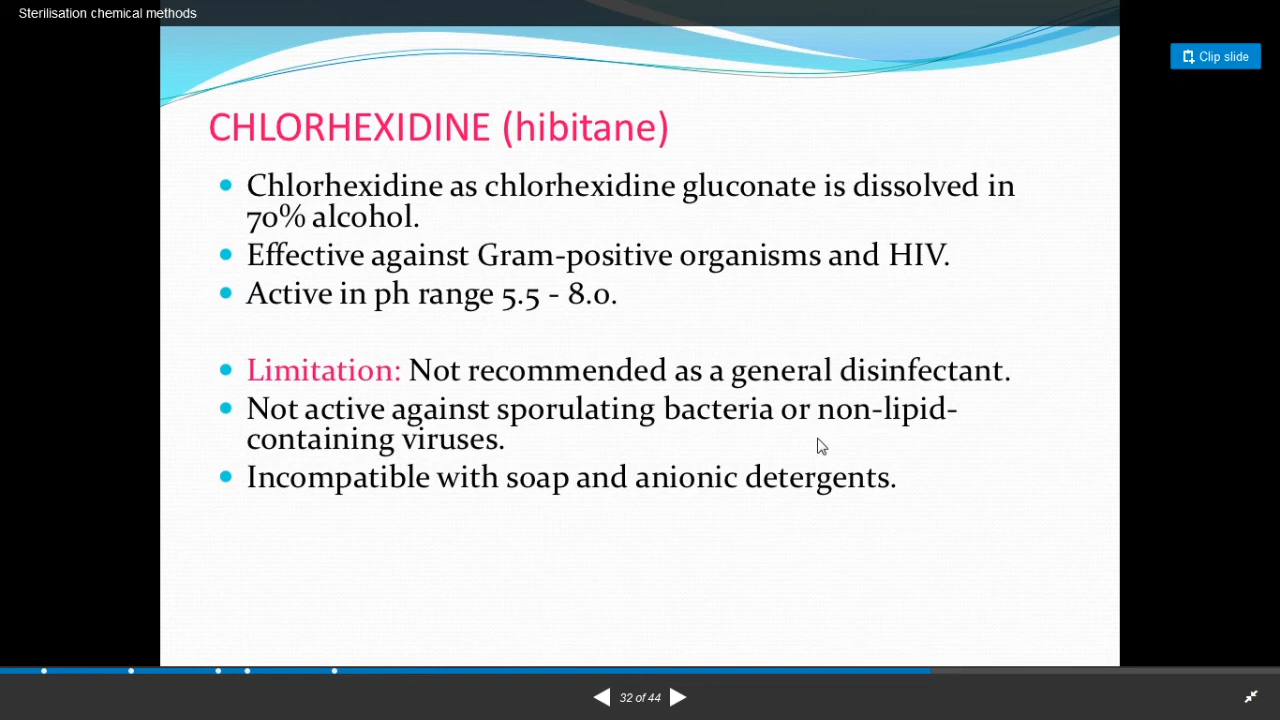 Sterilisation chemical methods
Clip slide
CHLORHEXIDINE (hibitane)
Chlorhexidine as chlorhexidine gluconate is dissolved in
70% alcohol.
Effective against Gram-positive organisms and HIV.
Active in ph range 5.5 - 8.0.
Limitation: Not recommended as a general disinfectant.
Not active against sporulating bacteria or non-lipid-
containing viruses.
Incompatible with soap and anionic detergents.
32 of 44